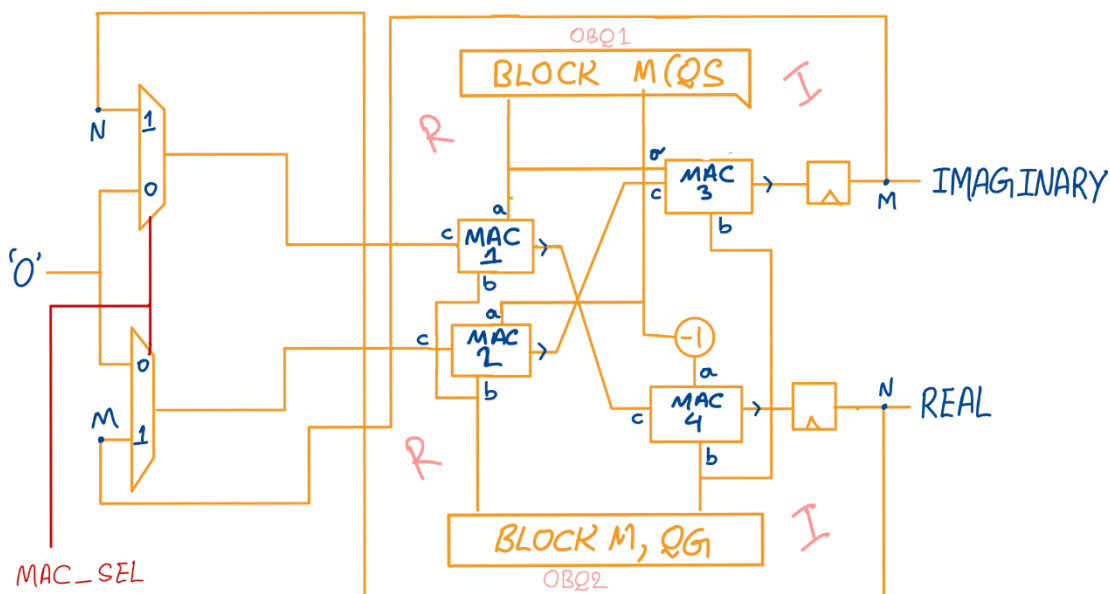 OBQ1
BLOCK M(QS
I
R
N
1
0
'0'
0
M
1
MAC_SEL
a
c
MAC
3
b
IMAGINARY
M
a
c
MAC
1
b
a
c
MAC
2
b
-1
a
c
MAC
4
b
N
REAL
R
I
BLOCK M, QG
OBQ2